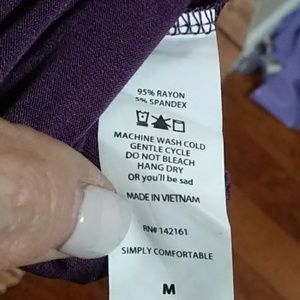 95% RAYON
5% SPANDEX
MACHINE WASH COLD
GENTLE CYCLE
DO NOT BLEACH
HANG DRY
OR you'll be sad
MADE IN VIETNAM
RN# 142161
SIMPLY COMFORTABLE
M